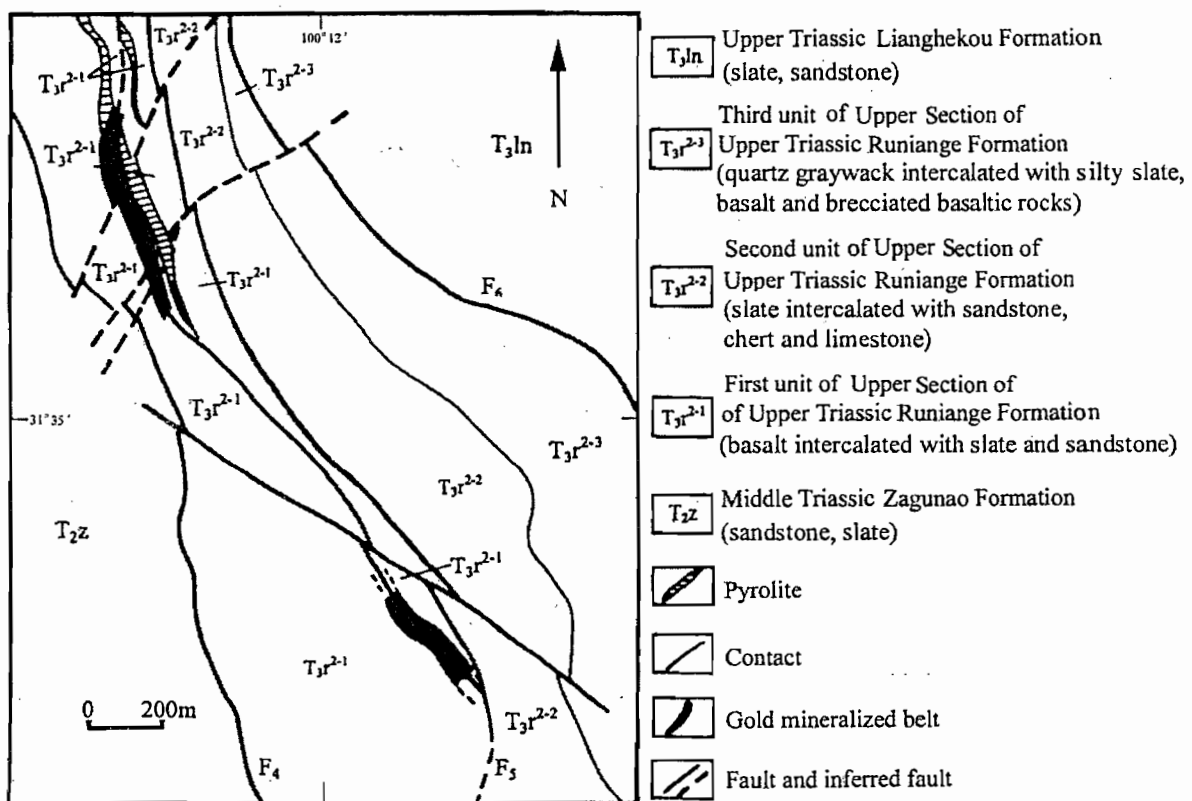 T₃r²⁻²
100°12'
T₃r²⁻¹
T₃r²⁻³
T₃r²⁻²
T₃ln
T₃r²⁻¹
N
T₃r²⁻¹
T₃r²⁻¹
F₆
31°35'
T₃r²⁻¹
T₃r²⁻³
T₃r²⁻²
T₂z
T₃r²⁻¹
T₃r²⁻¹
0 200m
T₃r²⁻²
F₄
F₅
T₃ln
Upper Triassic Lianghekou Formation
(slate, sandstone)
T₃r²⁻³
Third unit of Upper Section of
Upper Triassic Runiange Formation
(quartz graywack intercalated with silty slate,
basalt and brecciated basaltic rocks)
T₃r²⁻²
Second unit of Upper Section of
Upper Triassic Runiange Formation
(slate intercalated with sandstone,
chert and limestone)
T₃r²⁻¹
First unit of Upper Section of
of Upper Triassic Runiange Formation
(basalt intercalated with slate and sandstone)
T₂z
Middle Triassic Zagunao Formation
(sandstone, slate)
Pyrolite
Contact
Gold mineralized belt
Fault and inferred fault